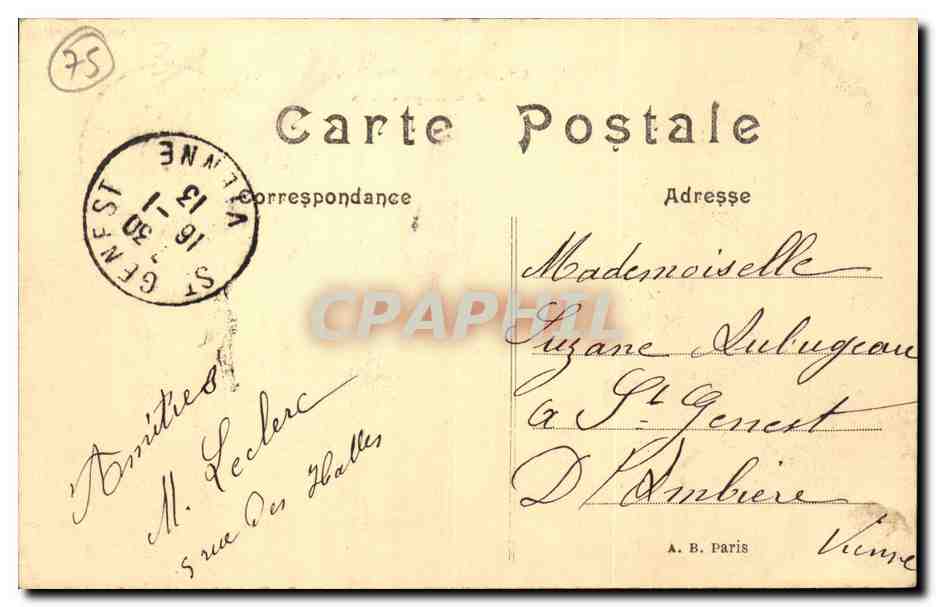 75
Carte Postale
Correspondance
Adresse
ST GENEST
VIENNE
30
16 - 1
13
CPAPHIL
Amitiés
M. Leclerc
5 rue des Halles
Mademoiselle
Suzane Aubugeau
a St Genest
D'Ambière
Vienne
A. B. Paris